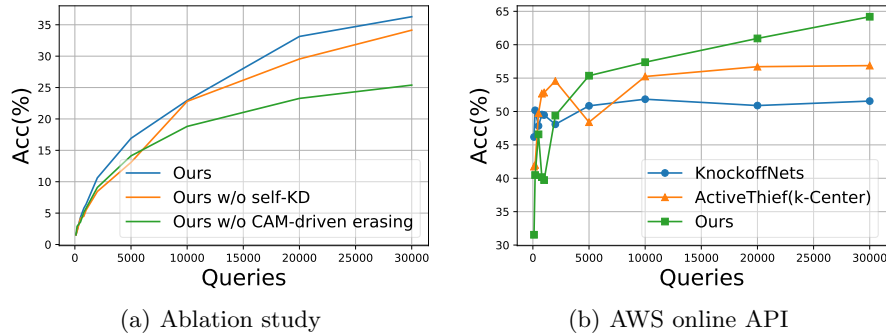 Acc(%)
35
30
25
20
15
10
5
0
0
5000
10000
15000
20000
25000
30000
Queries
Ours
Ours w/o self-KD
Ours w/o CAM-driven erasing
(a) Ablation study
Acc(%)
65
60
55
50
45
40
35
30
0
5000
10000
15000
20000
25000
30000
Queries
KnockoffNets
ActiveThief(k-Center)
Ours
(b) AWS online API